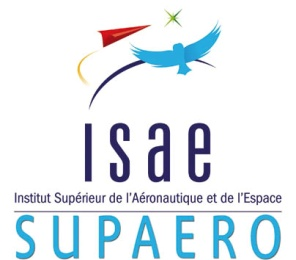 isae
Institut Supérieur de l'Aéronautique et de l'Espace
SUPAERO